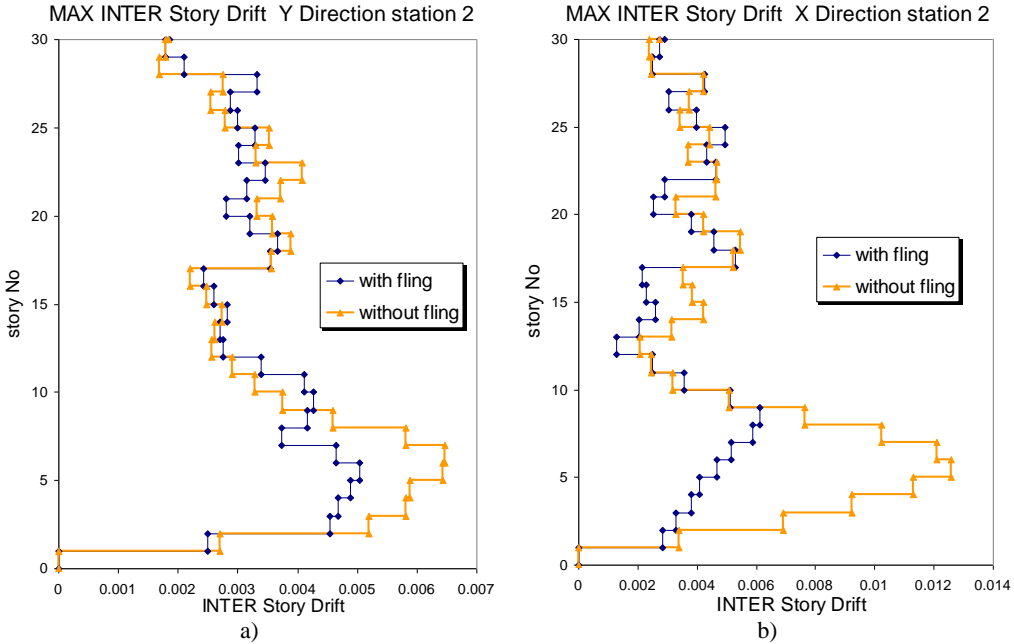 MAX INTER Story Drift Y Direction station 2
30
25
20
15
10
5
0
story No
with fling
without fling
0 0.001 0.002 0.003 0.004 0.005 0.006 0.007
INTER Story Drift
a)
MAX INTER Story Drift X Direction station 2
30
25
20
15
10
5
0
story No
with fling
without fling
0 0.002 0.004 0.006 0.008 0.01 0.012 0.014
INTER Story Drift
b)